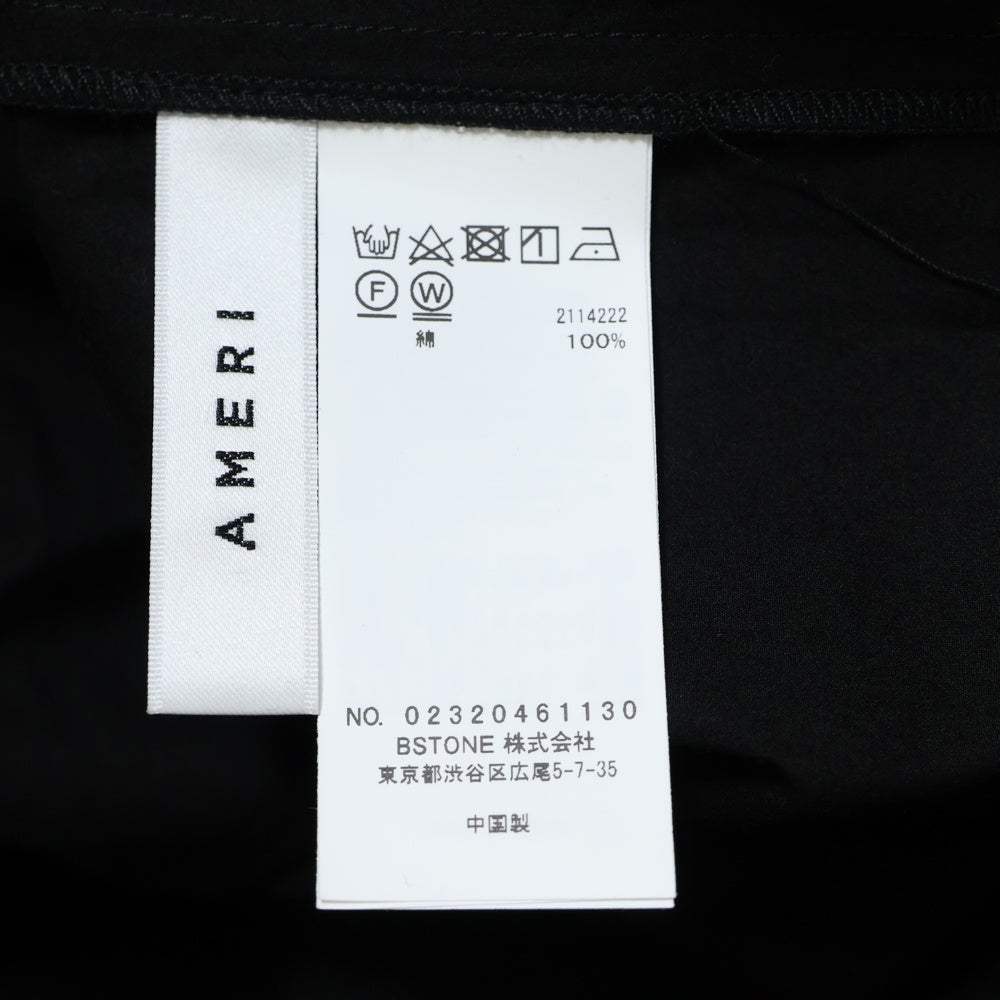 AMERI
F W
2114222
綿 100%
NO. 02320461130
BSTONE 株式会社
東京都渋谷区広尾5-7-35
中国製